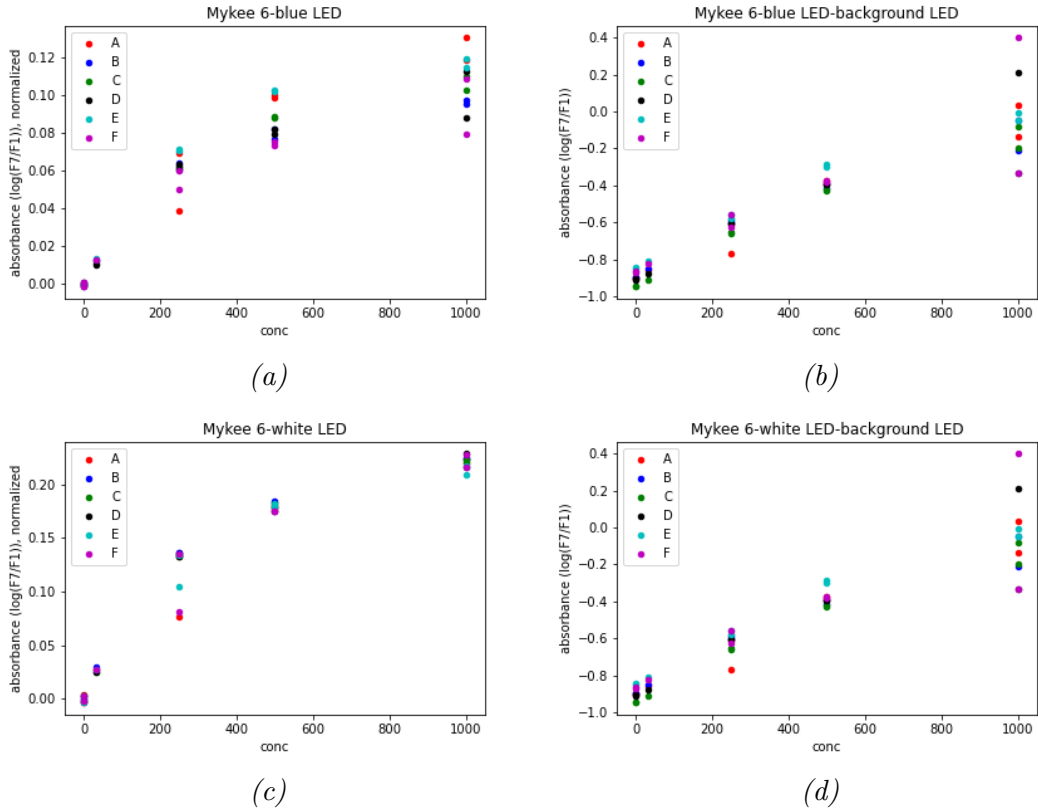 Mykee 6-blue LED
absorbance (log(F7/F1)), normalized
0.12
0.10
0.08
0.06
0.04
0.02
0.00
A
B
C
D
E
F
0 200 400 600 800 1000
conc
(a)
Mykee 6-blue LED-background LED
absorbance (log(F7/F1))
0.4
0.2
0.0
−0.2
−0.4
−0.6
−0.8
−1.0
A
B
C
D
E
F
0 200 400 600 800 1000
conc
(b)
Mykee 6-white LED
absorbance (log(F7/F1)), normalized
0.20
0.15
0.10
0.05
0.00
A
B
C
D
E
F
0 200 400 600 800 1000
conc
(c)
Mykee 6-white LED-background LED
absorbance (log(F7/F1))
0.4
0.2
0.0
−0.2
−0.4
−0.6
−0.8
−1.0
A
B
C
D
E
F
0 200 400 600 800 1000
conc
(d)